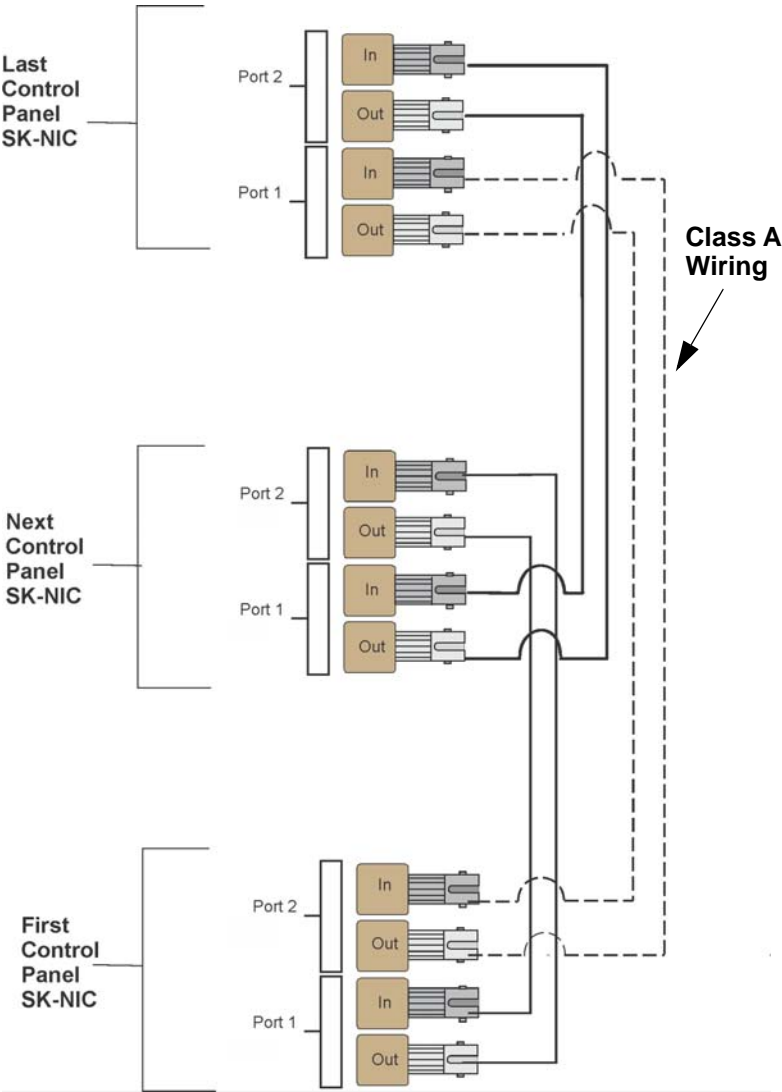 Last
Control
Panel
SK-NIC
Port 2
In
Out
Port 1
In
Out
Class A
Wiring
Next
Control
Panel
SK-NIC
Port 2
In
Out
Port 1
In
Out
First
Control
Panel
SK-NIC
Port 2
In
Out
Port 1
In
Out